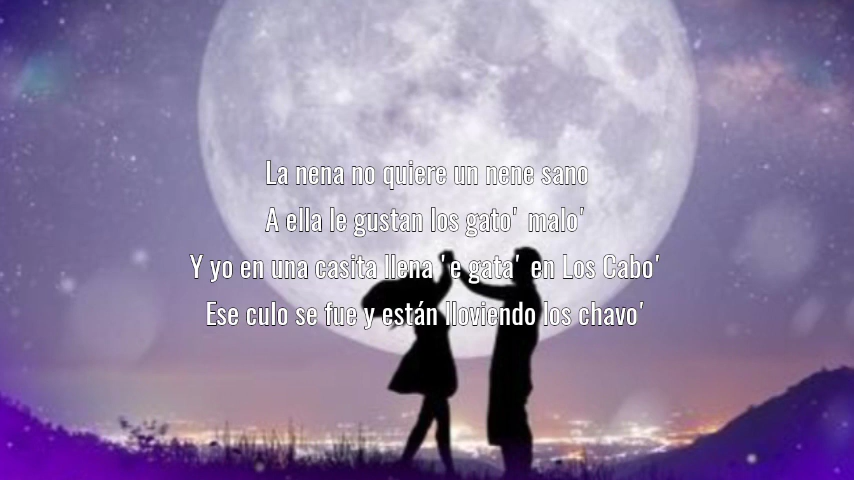 La nena no quiere un nene sano
A ella le gustan los gato' malo'
Y yo en una casita llena 'e gata' en Los Cabo'
Ese culo se fue y están lloviendo los chavo'